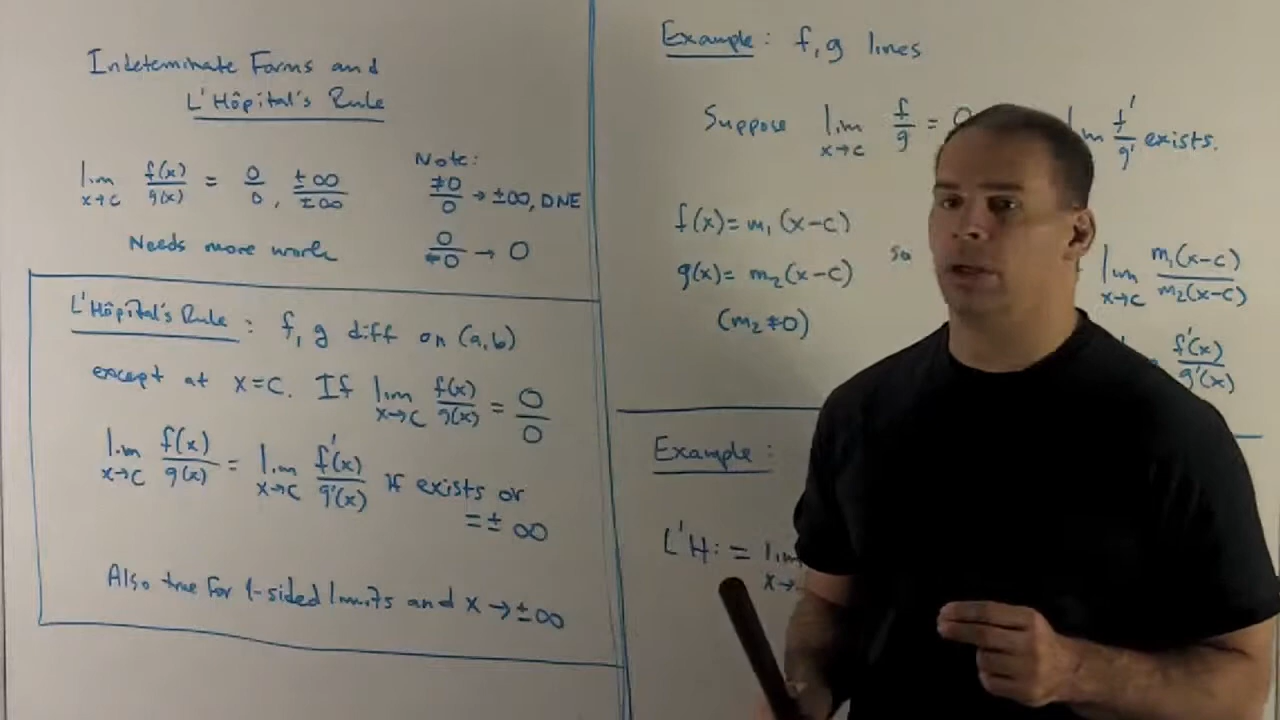 Indeterminate Forms and
L'Hôpital's Rule
lim x→c f(x)/g(x) = 0/0, ±∞/±∞
Needs more work
Note:
≠0/0 → ±∞, DNE
0/≠0 → 0
L'Hôpital's Rule: f, g diff on (a,b)
except at x=c. If lim x→c f(x)/g(x) = 0/0
lim x→c f(x)/g(x) = lim x→c f'(x)/g'(x) if exists or
=±∞
Also true for 1-sided limits and x→±∞
Example: f,g lines
Suppose lim x→c f/g = f'/g' exists.
f(x)=m₁(x-c)
g(x)=m₂(x-c)
(m₂≠0)
so lim x→c m₁(x-c)/m₂(x-c)
f'(x)/g'(x)
Example:
L'H: = lim